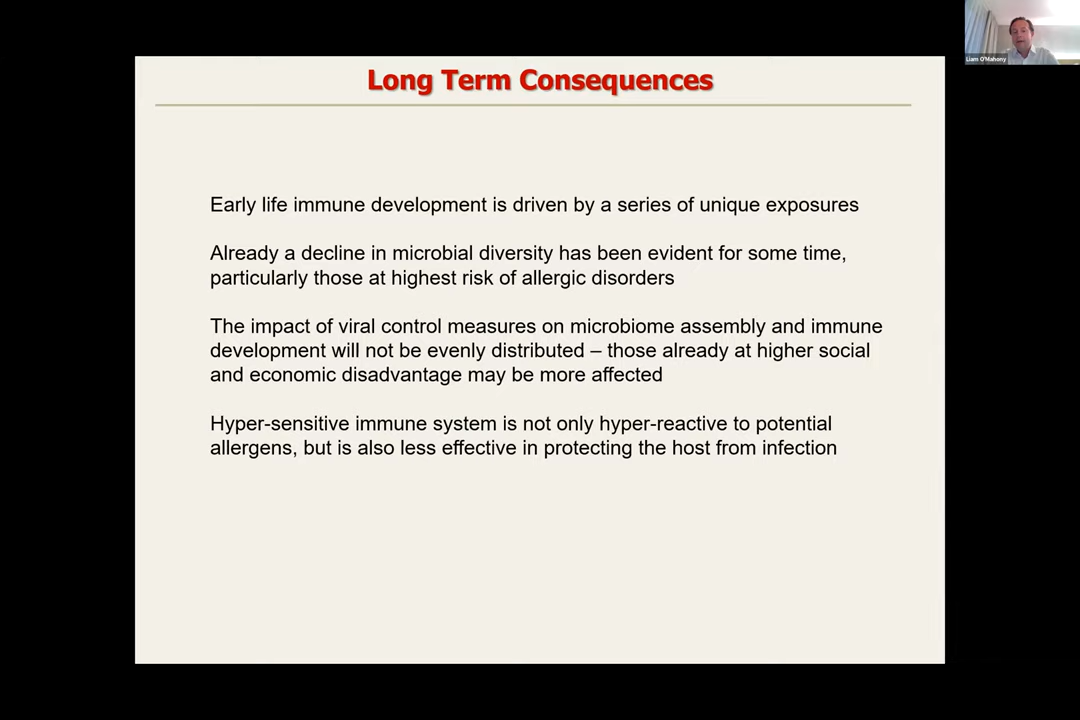 Long Term Consequences
Liam O'Mahony
Early life immune development is driven by a series of unique exposures
Already a decline in microbial diversity has been evident for some time,
particularly those at highest risk of allergic disorders
The impact of viral control measures on microbiome assembly and immune
development will not be evenly distributed – those already at higher social
and economic disadvantage may be more affected
Hyper-sensitive immune system is not only hyper-reactive to potential
allergens, but is also less effective in protecting the host from infection